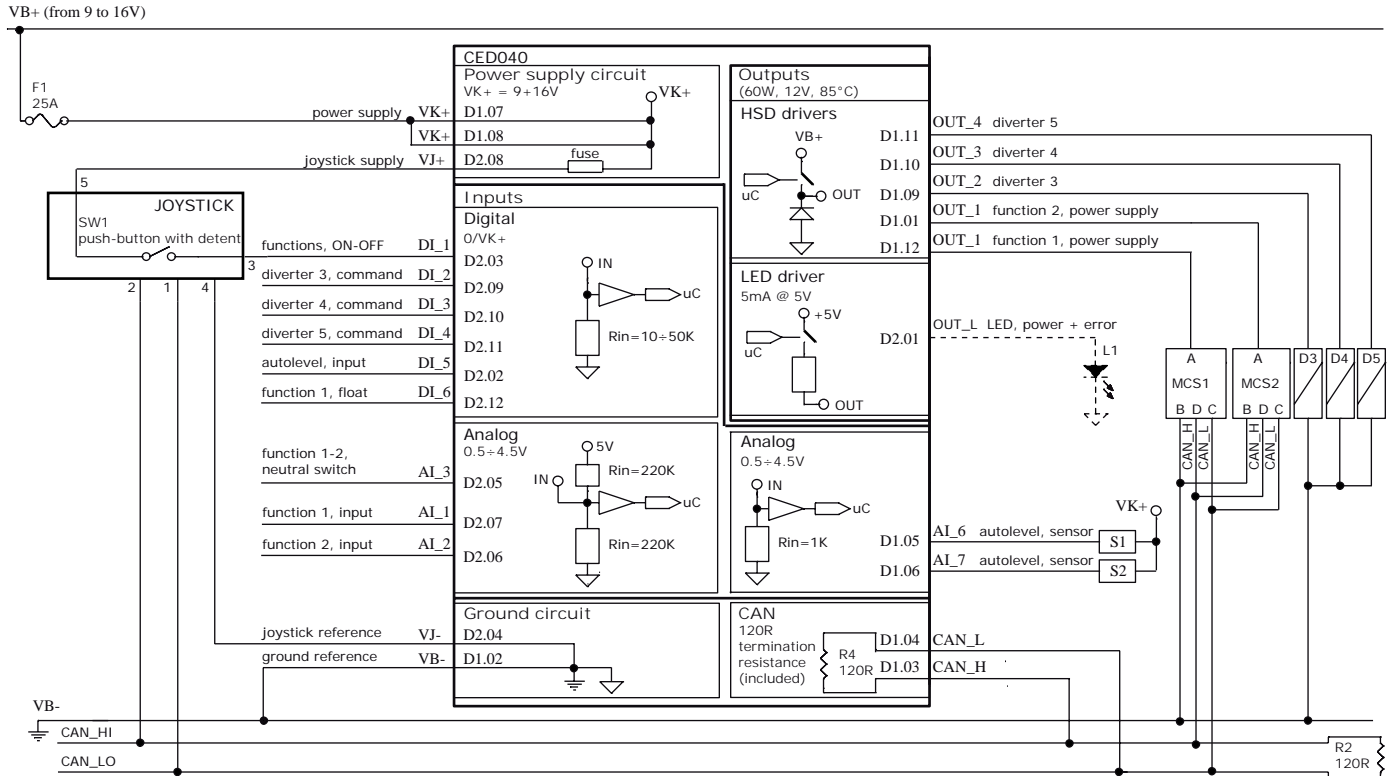 VB+ (from 9 to 16V)
F1
25A
power supply VK+
VK+
joystick supply VJ+
5
JOYSTICK
SW1
push-button with detent
3
2 1 4
functions, ON-OFF DI_1
diverter 3, command DI_2
diverter 4, command DI_3
diverter 5, command DI_4
autolevel, input DI_5
function 1, float DI_6
function 1-2,
neutral switch AI_3
function 1, input AI_1
function 2, input AI_2
joystick reference VJ-
ground reference VB-
CED040
Power supply circuit
VK+ = 9÷16V
VK+
D1.07
D1.08
D2.08
fuse
Inputs
Digital
0/VK+
D2.03
D2.09
D2.10
D2.11
D2.02
D2.12
IN
uC
Rin=10÷50K
Analog
0.5÷4.5V
D2.05
D2.07
D2.06
5V
Rin=220K
IN
uC
Rin=220K
Ground circuit
D2.04
D1.02
Outputs
(60W, 12V, 85°C)
HSD drivers
VB+
uC
OUT
D1.11
D1.10
D1.09
D1.01
D1.12
LED driver
5mA @ 5V
+5V
uC
OUT
D2.01
Analog
0.5÷4.5V
IN
uC
Rin=1K
D1.05
D1.06
CAN
120R
termination
resistance
(included)
R4
120R
D1.04
D1.03
OUT_4 diverter 5
OUT_3 diverter 4
OUT_2 diverter 3
OUT_1 function 2, power supply
OUT_1 function 1, power supply
OUT_L LED, power + error
L1
A
MCS1
B D C
A
MCS2
B D C
D3 D4 D5
CAN_H
CAN_L
CAN_H
CAN_L
VK+
AI_6 autolevel, sensor S1
AI_7 autolevel, sensor S2
CAN_L
CAN_H
VB-
CAN_HI
CAN_LO
R2
120R